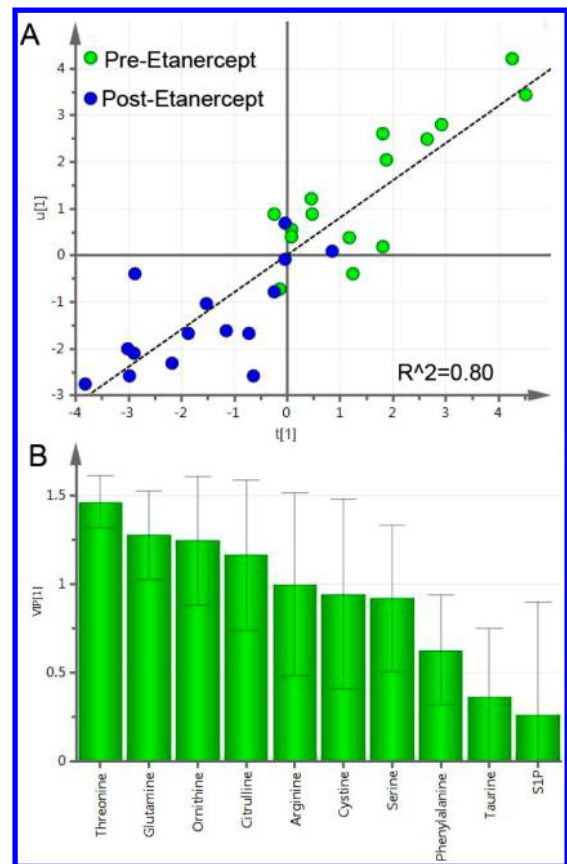 A
Pre-Etanercept
Post-Etanercept
4
3
2
1
0
-1
-2
-3
u[1]
-4 -3 -2 -1 0 1 2 3 4
t[1]
R^2=0.80
B
1.5
1
0.5
0
VIP[1]
Threonine
Glutamine
Ornithine
Citrulline
Arginine
Cystine
Serine
Phenylalanine
Taurine
S1P